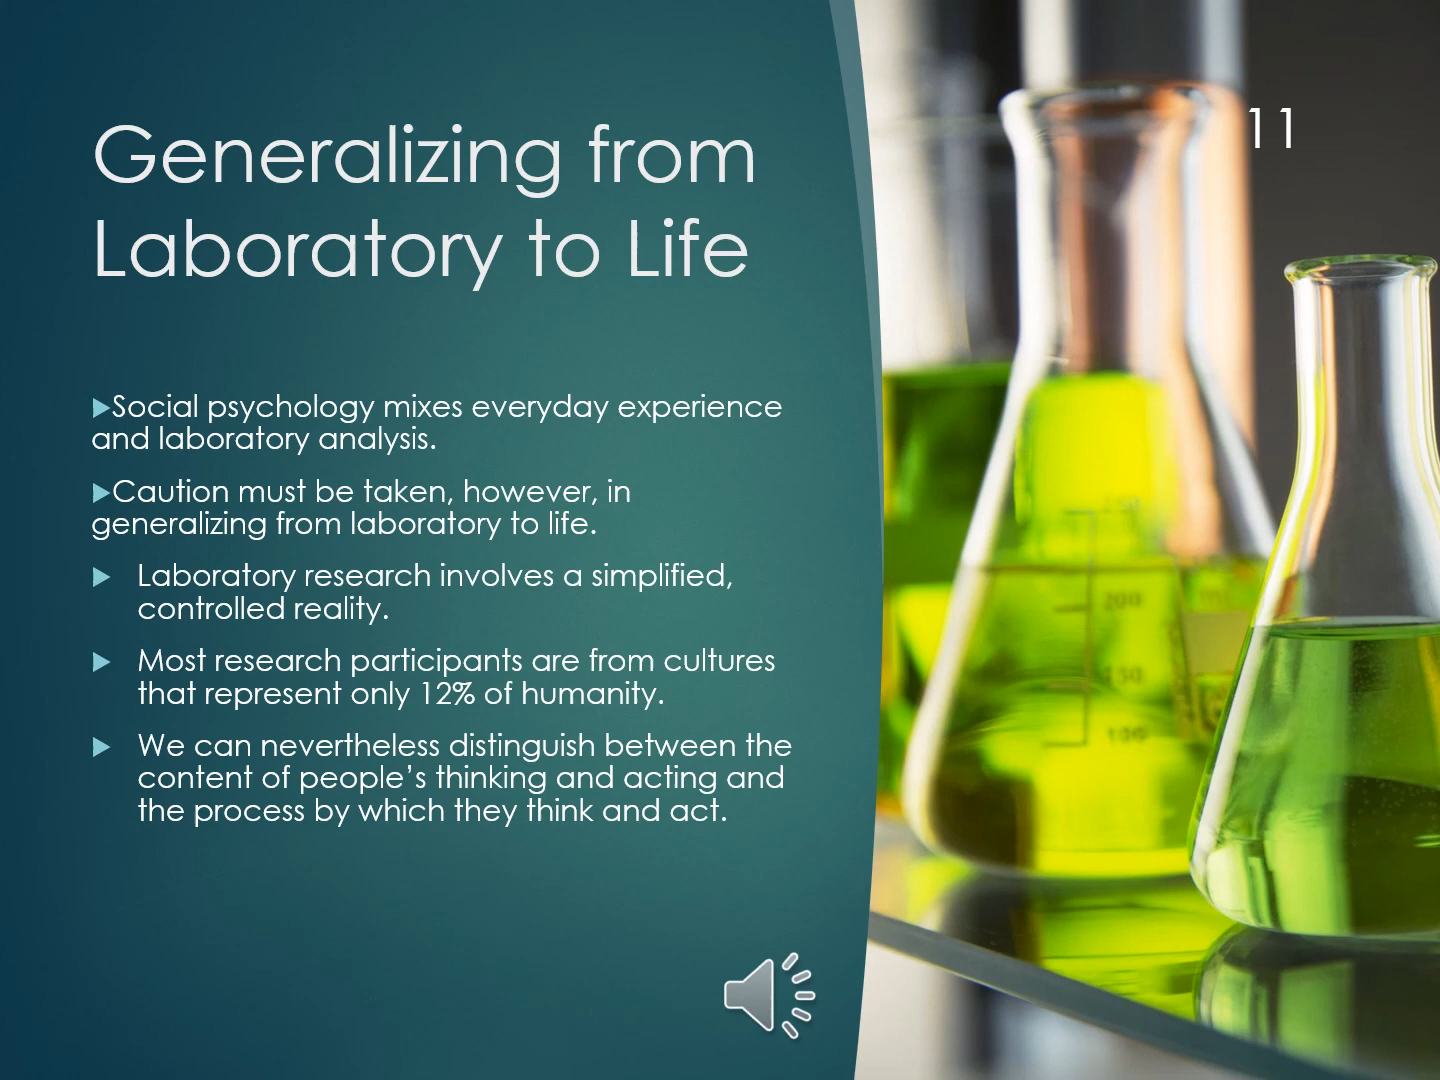 11
Generalizing from
Laboratory to Life
▶Social psychology mixes everyday experience
and laboratory analysis.
▶Caution must be taken, however, in
generalizing from laboratory to life.
▶ Laboratory research involves a simplified,
controlled reality.
▶ Most research participants are from cultures
that represent only 12% of humanity.
▶ We can nevertheless distinguish between the
content of people’s thinking and acting and
the process by which they think and act.
200
150
100